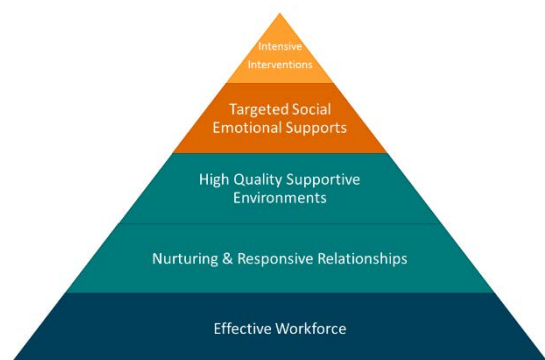 Intensive
Interventions
Targeted Social
Emotional Supports
High Quality Supportive
Environments
Nurturing & Responsive Relationships
Effective Workforce